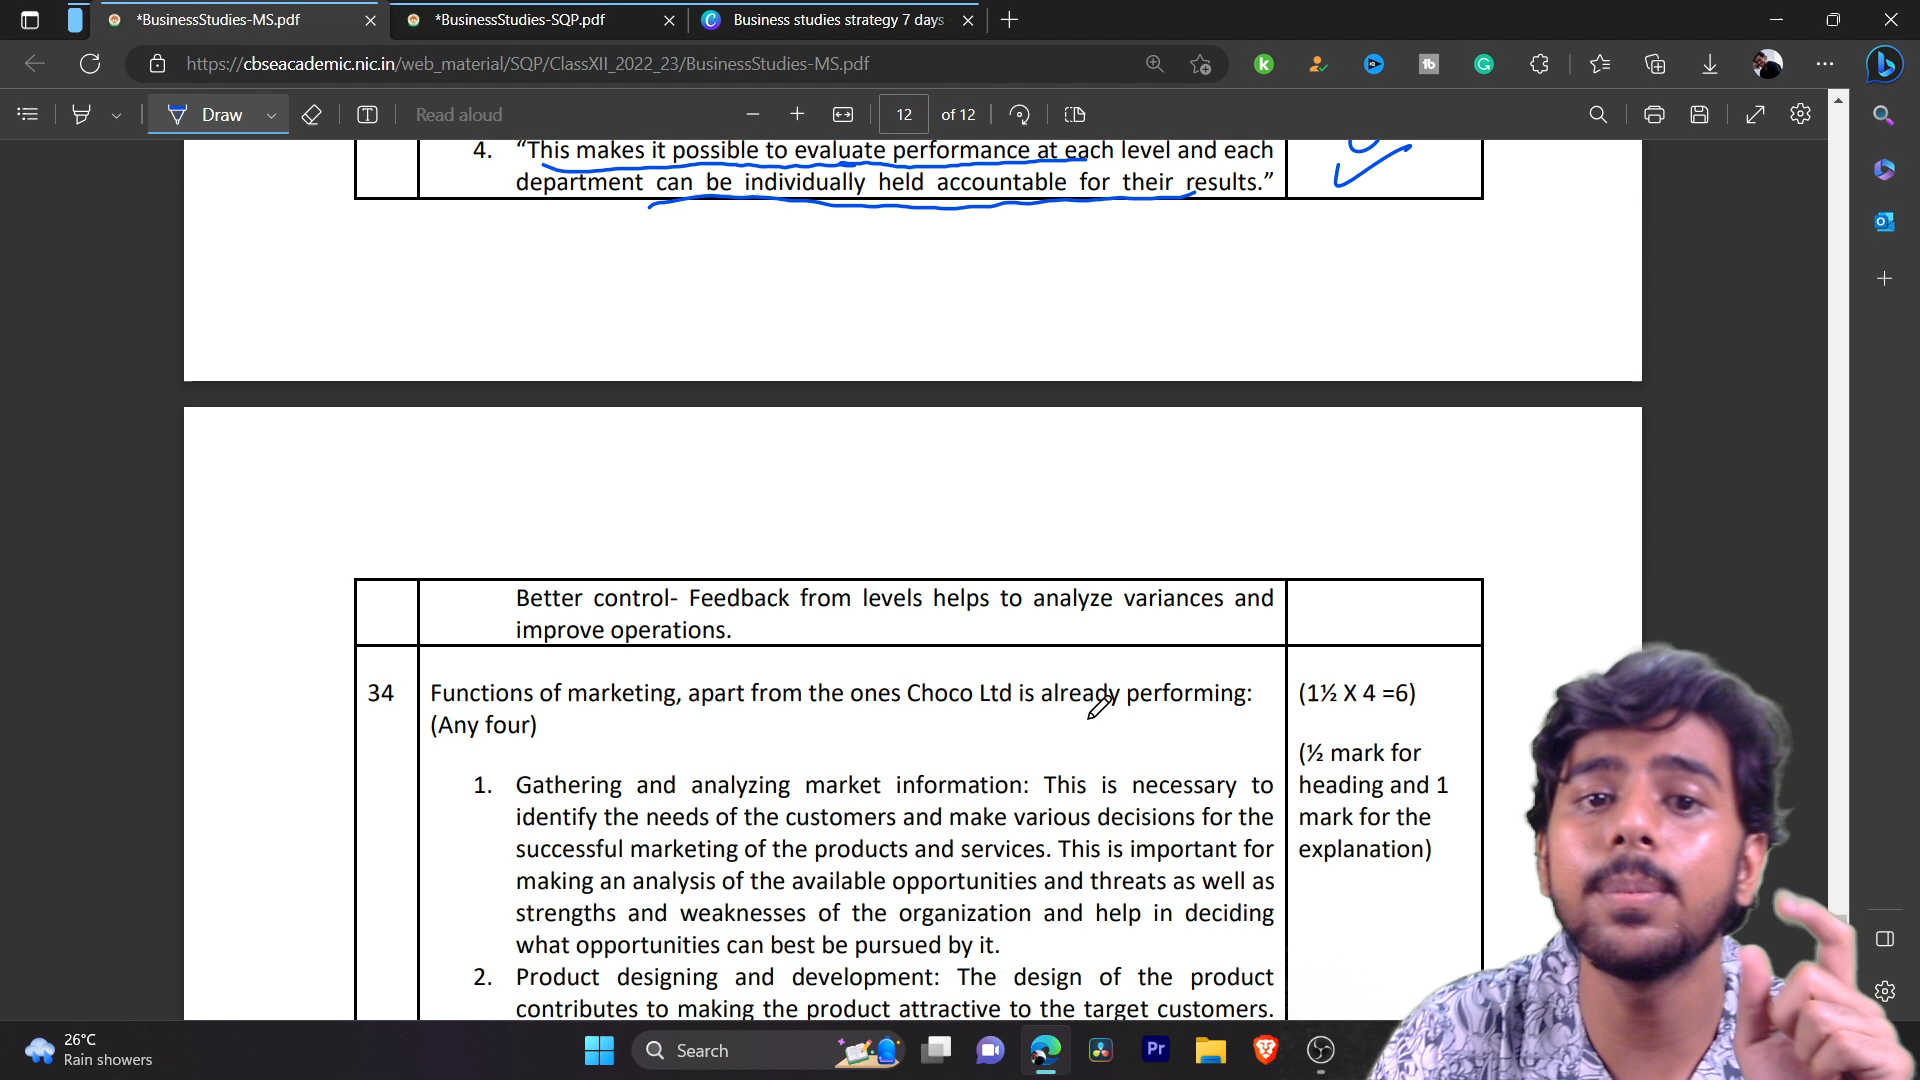 *BusinessStudies-MS.pdf
*BusinessStudies-SQP.pdf
Business studies strategy 7 days
https://cbseacademic.nic.in/web_material/SQP/ClassXII_2022_23/BusinessStudies-MS.pdf
Draw
Read aloud
12
of 12
4. “This makes it possible to evaluate performance at each level and each
department can be individually held accountable for their results.”
Better control- Feedback from levels helps to analyze variances and
improve operations.
34
Functions of marketing, apart from the ones Choco Ltd is already performing:
(1½ X 4 =6)
(Any four)
(½ mark for
heading and 1
mark for the
explanation)
1. Gathering and analyzing market information: This is necessary to
identify the needs of the customers and make various decisions for the
successful marketing of the products and services. This is important for
making an analysis of the available opportunities and threats as well as
strengths and weaknesses of the organization and help in deciding
what opportunities can best be pursued by it.
2. Product designing and development: The design of the product
contributes to making the product attractive to the target customers.
26°C
Rain showers
Search
Pr